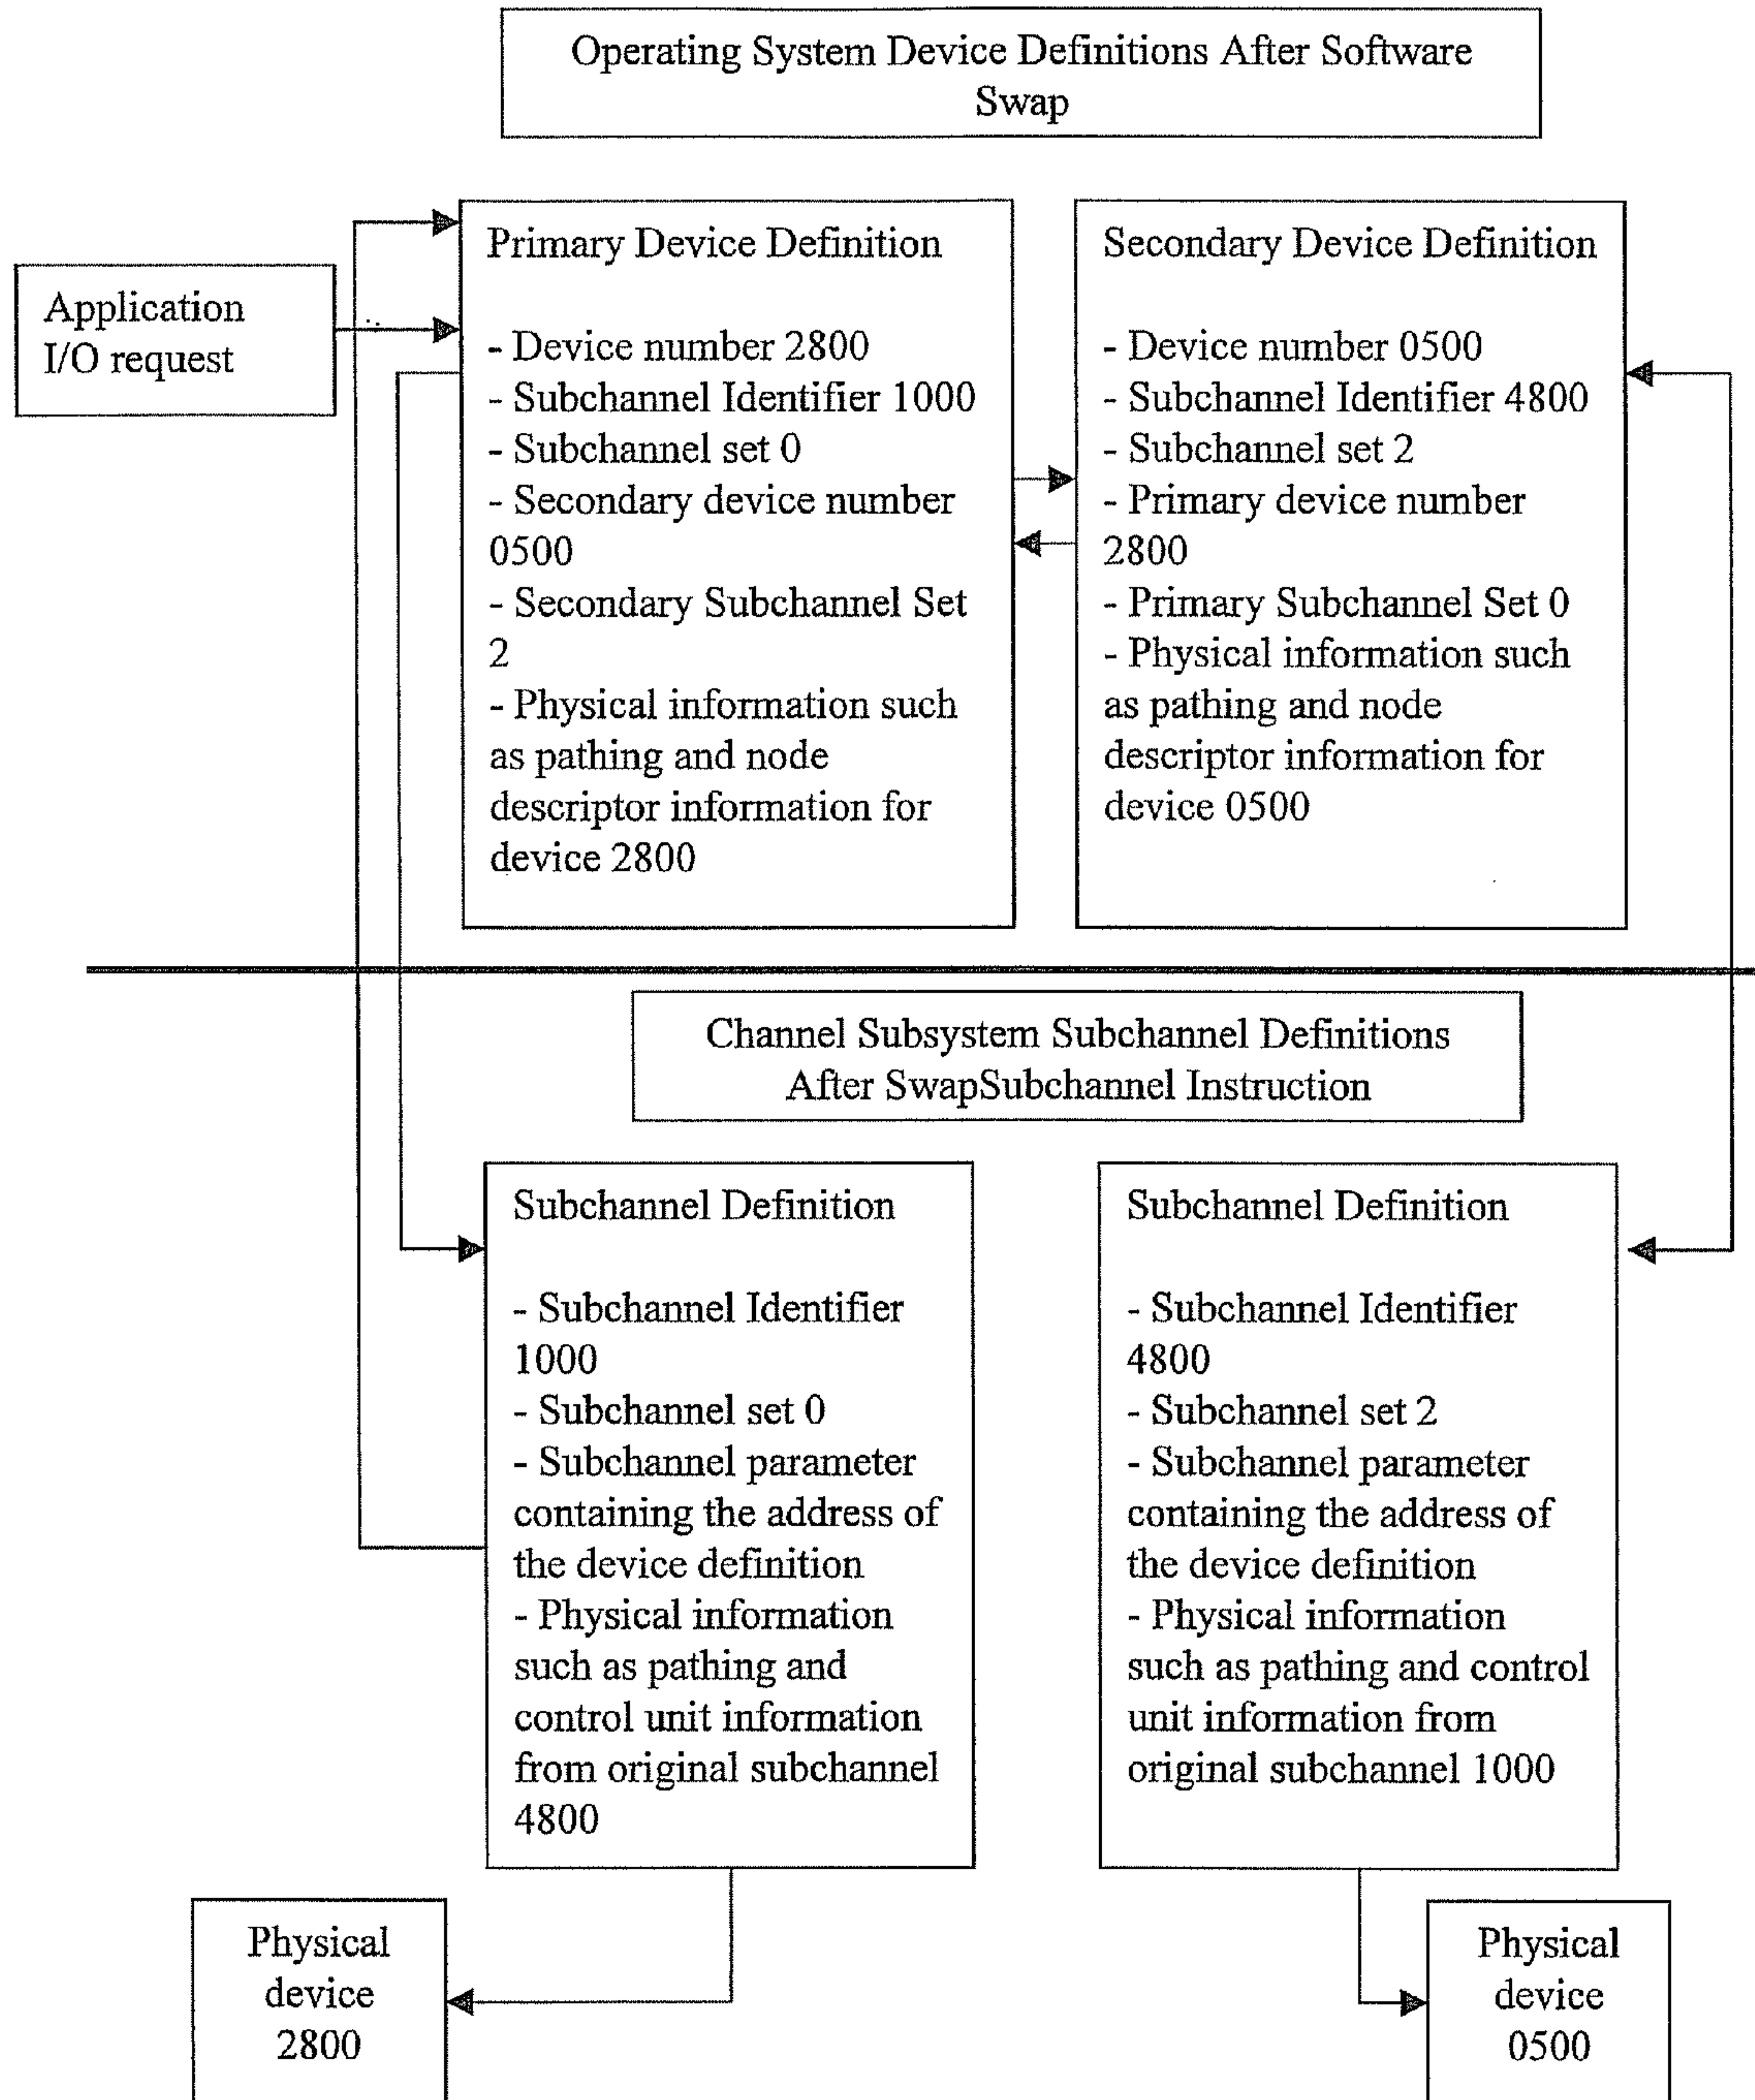 Operating System Device Definitions After Software
Swap
Application
I/O request
Primary Device Definition
- Device number 2800
- Subchannel Identifier 1000
- Subchannel set 0
- Secondary device number
0500
- Secondary Subchannel Set
2
- Physical information such
as pathing and node
descriptor information for
device 2800
Secondary Device Definition
- Device number 0500
- Subchannel Identifier 4800
- Subchannel set 2
- Primary device number
2800
- Primary Subchannel Set 0
- Physical information such
as pathing and node
descriptor information for
device 0500
Channel Subsystem Subchannel Definitions
After SwapSubchannel Instruction
Subchannel Definition
- Subchannel Identifier
1000
- Subchannel set 0
- Subchannel parameter
containing the address of
the device definition
- Physical information
such as pathing and
control unit information
from original subchannel
4800
Subchannel Definition
- Subchannel Identifier
4800
- Subchannel set 2
- Subchannel parameter
containing the address of
the device definition
- Physical information
such as pathing and control
unit information from
original subchannel 1000
Physical
device
2800
Physical
device
0500